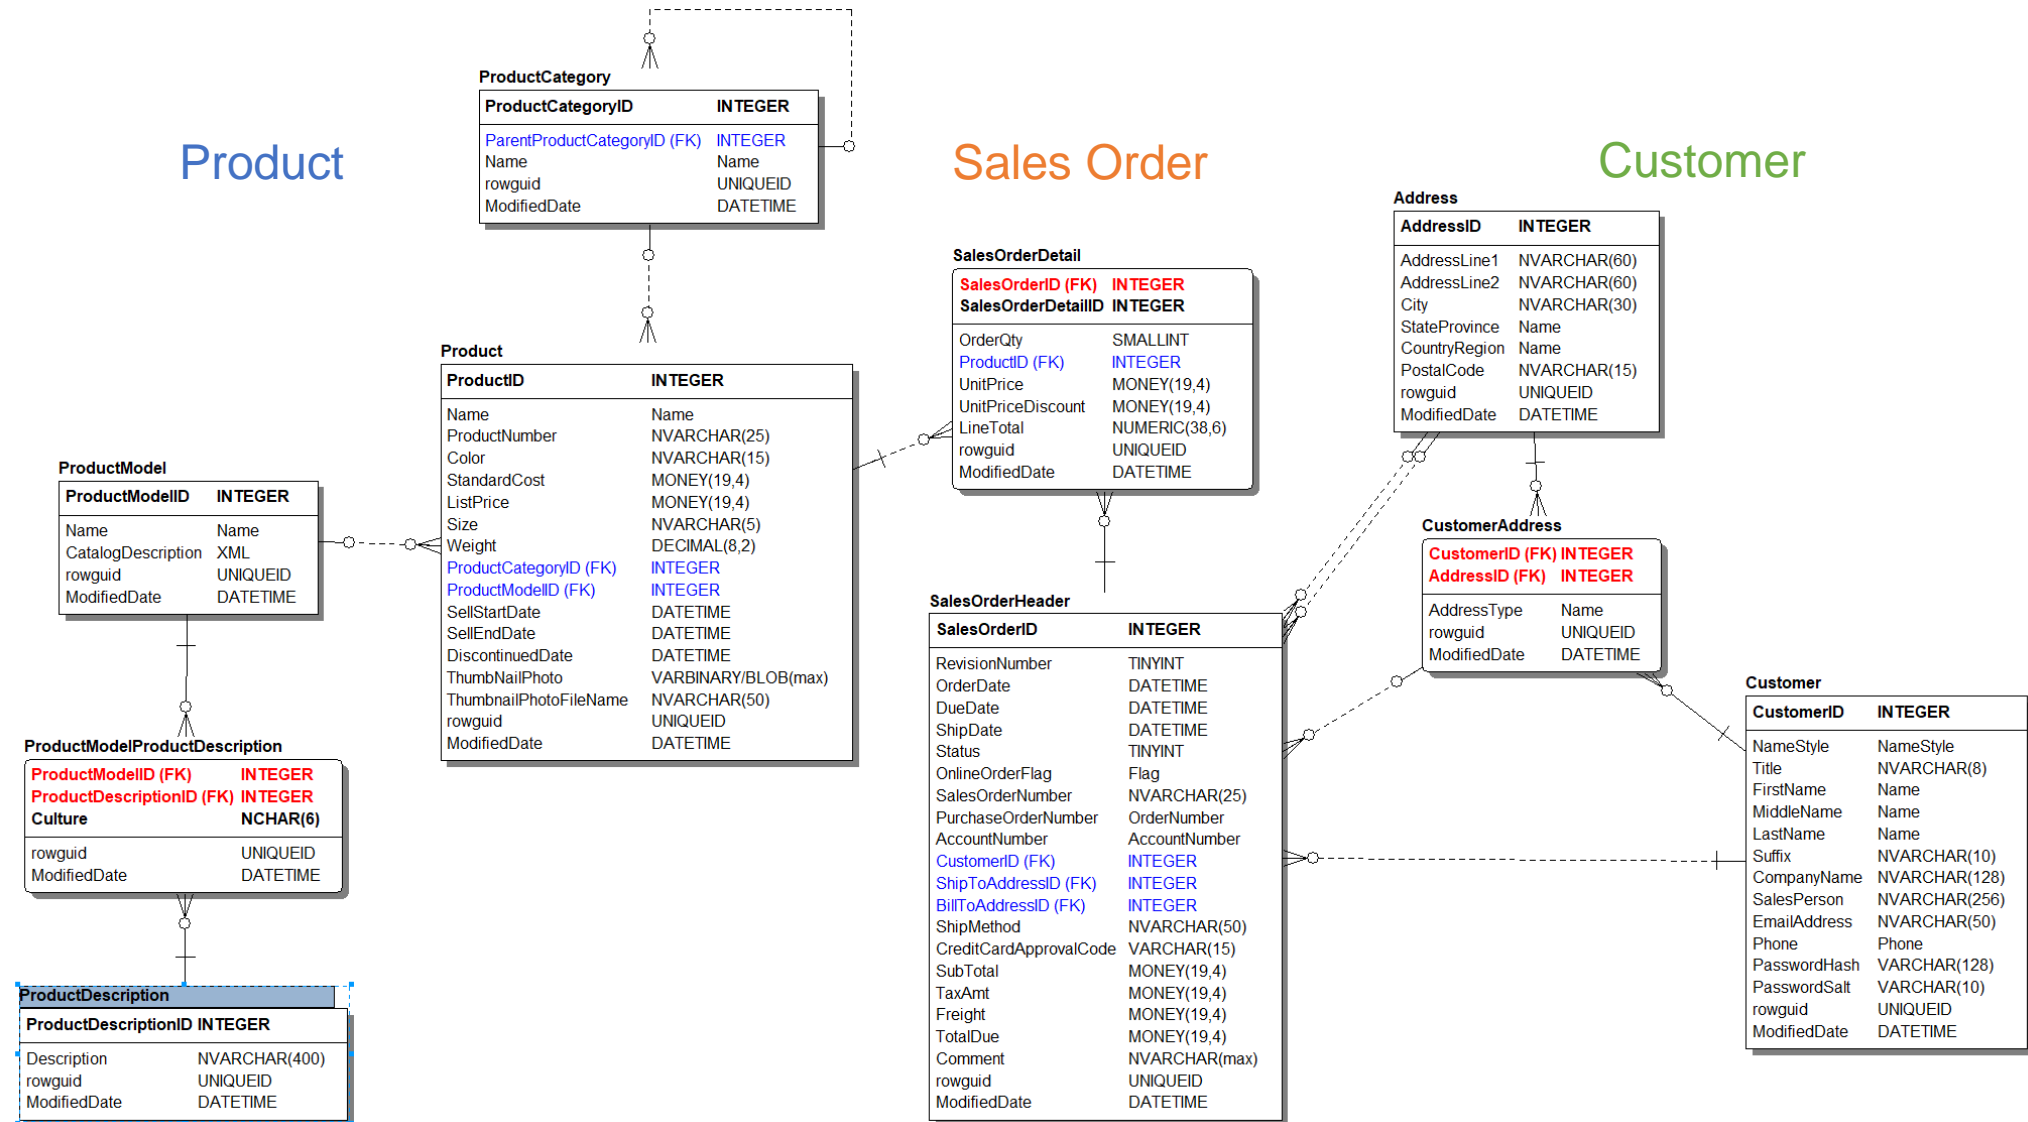 Product
Sales Order
Customer
ProductCategory
ProductCategoryID INTEGER
ParentProductCategoryID (FK) INTEGER
Name Name
rowguid UNIQUEID
ModifiedDate DATETIME
Product
ProductID INTEGER
Name Name
ProductNumber NVARCHAR(25)
Color NVARCHAR(15)
StandardCost MONEY(19,4)
ListPrice MONEY(19,4)
Size NVARCHAR(5)
Weight DECIMAL(8,2)
ProductCategoryID (FK) INTEGER
ProductModelID (FK) INTEGER
SellStartDate DATETIME
SellEndDate DATETIME
DiscontinuedDate DATETIME
ThumbNailPhoto VARBINARY/BLOB(max)
ThumbnailPhotoFileName NVARCHAR(50)
rowguid UNIQUEID
ModifiedDate DATETIME
ProductModel
ProductModelID INTEGER
Name Name
CatalogDescription XML
rowguid UNIQUEID
ModifiedDate DATETIME
ProductModelProductDescription
ProductModelID (FK) INTEGER
ProductDescriptionID (FK) INTEGER
Culture NCHAR(6)
rowguid UNIQUEID
ModifiedDate DATETIME
ProductDescription
ProductDescriptionID INTEGER
Description NVARCHAR(400)
rowguid UNIQUEID
ModifiedDate DATETIME
SalesOrderDetail
SalesOrderID (FK) INTEGER
SalesOrderDetailID INTEGER
OrderQty SMALLINT
ProductID (FK) INTEGER
UnitPrice MONEY(19,4)
UnitPriceDiscount MONEY(19,4)
LineTotal NUMERIC(38,6)
rowguid UNIQUEID
ModifiedDate DATETIME
SalesOrderHeader
SalesOrderID INTEGER
RevisionNumber TINYINT
OrderDate DATETIME
DueDate DATETIME
ShipDate DATETIME
Status TINYINT
OnlineOrderFlag Flag
SalesOrderNumber NVARCHAR(25)
PurchaseOrderNumber OrderNumber
AccountNumber AccountNumber
CustomerID (FK) INTEGER
ShipToAddressID (FK) INTEGER
BillToAddressID (FK) INTEGER
ShipMethod NVARCHAR(50)
CreditCardApprovalCode VARCHAR(15)
SubTotal MONEY(19,4)
TaxAmt MONEY(19,4)
Freight MONEY(19,4)
TotalDue MONEY(19,4)
Comment NVARCHAR(max)
rowguid UNIQUEID
ModifiedDate DATETIME
Address
AddressID INTEGER
AddressLine1 NVARCHAR(60)
AddressLine2 NVARCHAR(60)
City NVARCHAR(30)
StateProvince Name
CountryRegion Name
PostalCode NVARCHAR(15)
rowguid UNIQUEID
ModifiedDate DATETIME
CustomerAddress
CustomerID (FK) INTEGER
AddressID (FK) INTEGER
AddressType Name
rowguid UNIQUEID
ModifiedDate DATETIME
Customer
CustomerID INTEGER
NameStyle NameStyle
Title NVARCHAR(8)
FirstName Name
MiddleName Name
LastName Name
Suffix NVARCHAR(10)
CompanyName NVARCHAR(128)
SalesPerson NVARCHAR(256)
EmailAddress NVARCHAR(50)
Phone Phone
PasswordHash VARCHAR(128)
PasswordSalt VARCHAR(10)
rowguid UNIQUEID
ModifiedDate DATETIME